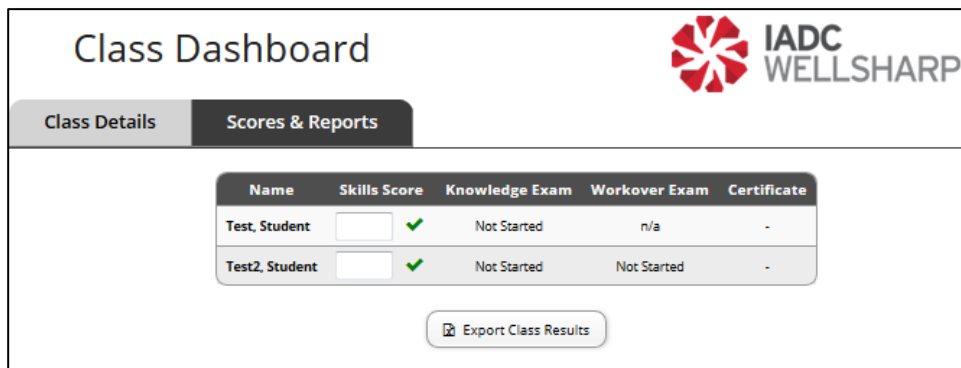 Class Dashboard
IADC
WELLSHARP
Class Details Scores & Reports
Name Skills Score Knowledge Exam Workover Exam Certificate
Test, Student Not Started n/a -
Test2, Student Not Started Not Started -
Export Class Results